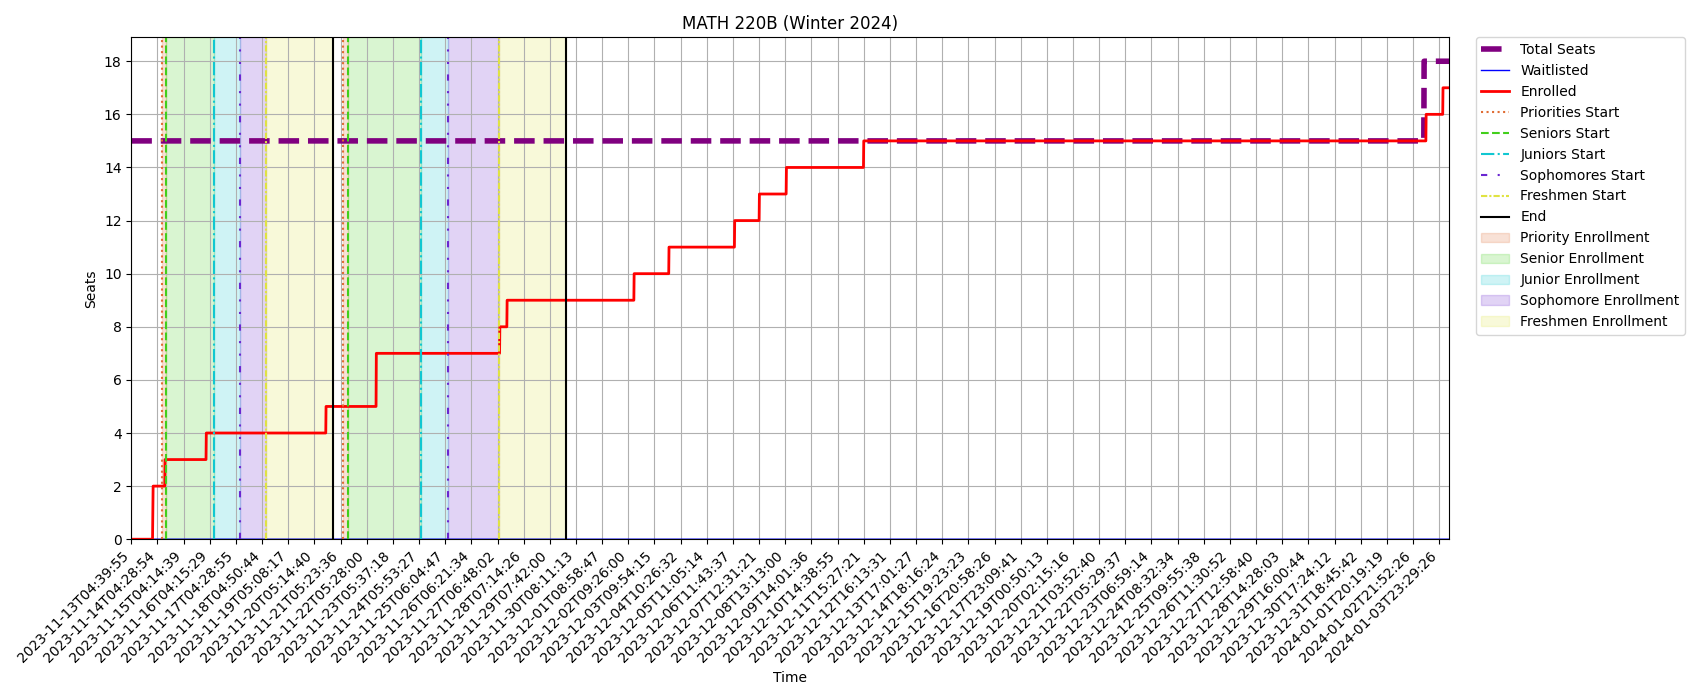 MATH 220B (Winter 2024)
Seats
18
16
14
12
10
8
6
4
2
0
2023-11-13T04:39:55
2023-11-14T04:28:54
2023-11-15T04:14:39
2023-11-16T04:15:29
2023-11-17T04:28:55
2023-11-18T04:50:44
2023-11-19T05:08:17
2023-11-20T05:14:40
2023-11-21T05:23:36
2023-11-22T05:28:00
2023-11-23T05:37:18
2023-11-24T05:53:27
2023-11-25T06:04:47
2023-11-26T06:21:34
2023-11-27T06:48:02
2023-11-28T07:14:26
2023-11-29T07:42:00
2023-11-30T08:11:13
2023-12-01T08:58:47
2023-12-02T09:26:00
2023-12-03T09:54:15
2023-12-04T10:26:32
2023-12-05T11:05:14
2023-12-06T11:43:37
2023-12-07T12:31:21
2023-12-08T13:13:00
2023-12-09T14:01:36
2023-12-10T14:38:55
2023-12-11T15:27:21
2023-12-12T16:13:31
2023-12-13T17:01:27
2023-12-14T18:16:24
2023-12-15T19:23:23
2023-12-16T20:58:26
2023-12-17T23:09:41
2023-12-19T00:50:13
2023-12-20T02:15:16
2023-12-21T03:52:40
2023-12-22T05:29:37
2023-12-23T06:59:14
2023-12-24T08:32:34
2023-12-25T09:55:38
2023-12-26T11:30:52
2023-12-27T12:58:40
2023-12-28T14:28:03
2023-12-29T16:00:44
2023-12-30T17:24:12
2023-12-31T18:45:42
2024-01-01T20:19:19
2024-01-02T21:52:26
2024-01-03T23:29:26
Time
Total Seats
Waitlisted
Enrolled
Priorities Start
Seniors Start
Juniors Start
Sophomores Start
Freshmen Start
End
Priority Enrollment
Senior Enrollment
Junior Enrollment
Sophomore Enrollment
Freshmen Enrollment